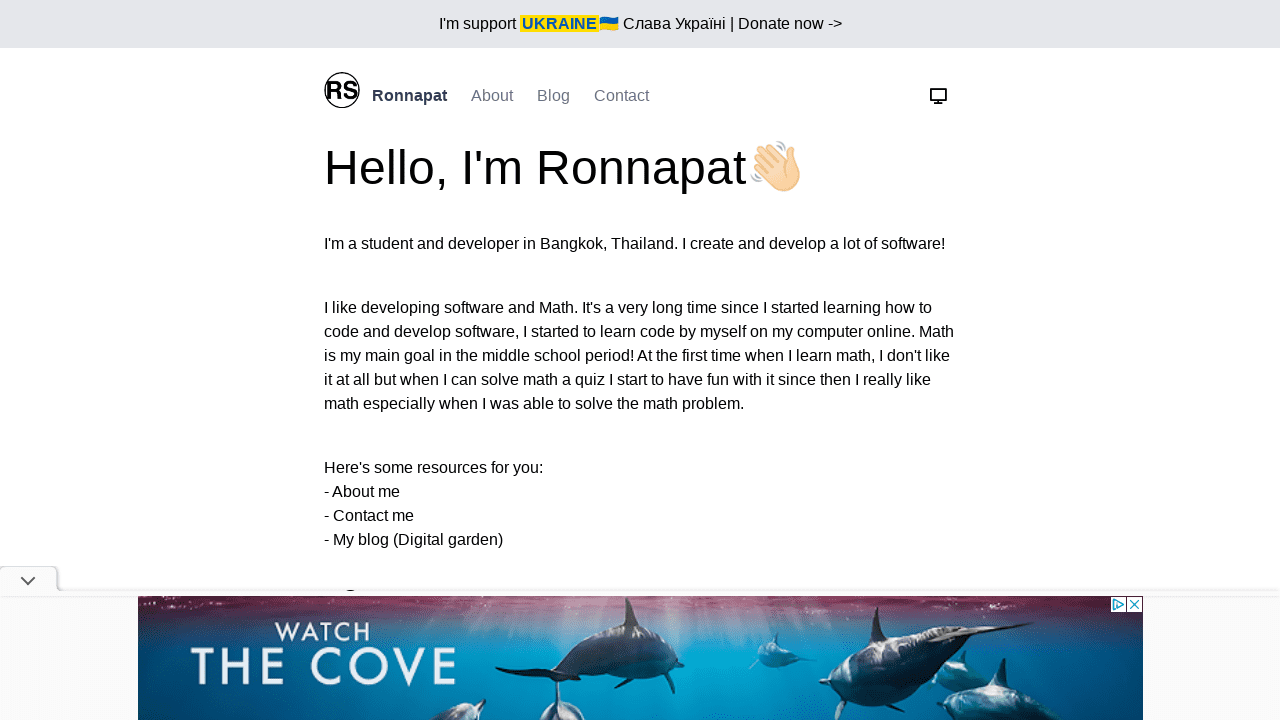 I'm support UKRAINE🇺🇦 Слава Україні | Donate now ->
RS Ronnapat About Blog Contact
Hello, I'm Ronnapat👋🏻
I'm a student and developer in Bangkok, Thailand. I create and develop a lot of software!
I like developing software and Math. It's a very long time since I started learning how to
code and develop software, I started to learn code by myself on my computer online. Math
is my main goal in the middle school period! At the first time when I learn math, I don't like
it at all but when I can solve math a quiz I start to have fun with it since then I really like
math especially when I was able to solve the math problem.
Here's some resources for you:
- About me
- Contact me
- My blog (Digital garden)
WATCH
THE COVE